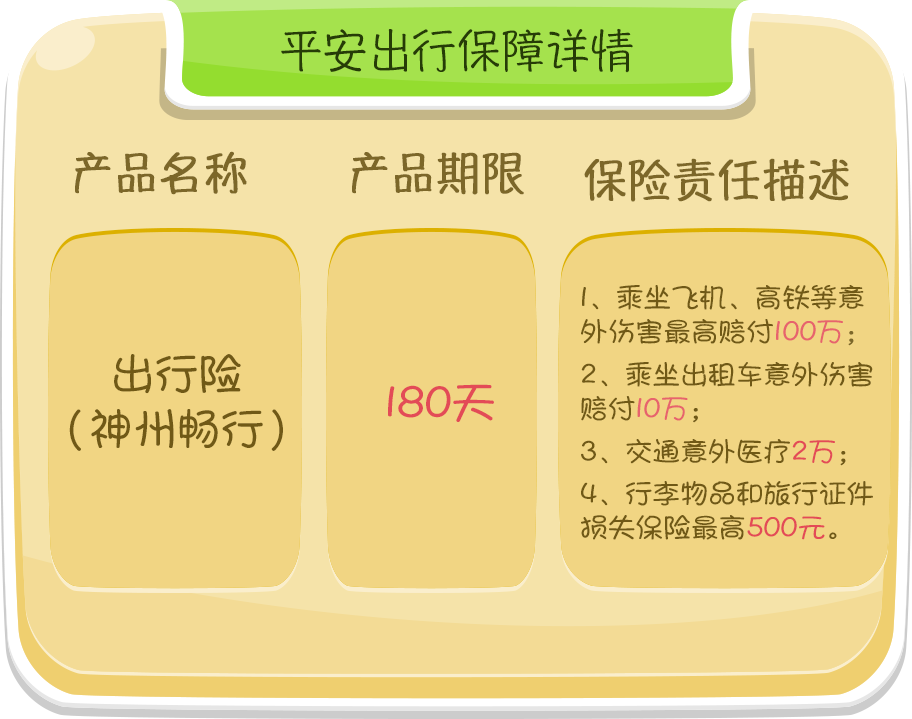 平安出行保障详情
产品名称
产品期限
保险责任描述
出行险
（神州畅行）
180天
1、乘坐飞机、高铁等意
外伤害最高赔付100万；
2、乘坐出租车意外伤害
赔付10万；
3、交通意外医疗2万；
4、行李物品和旅行证件
损失保险最高500元。